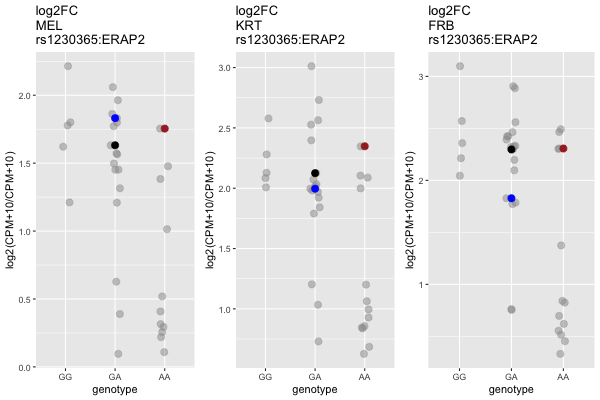 log2FC
MEL
rs1230365:ERAP2
log2(CPM+10/CPM+10)
2.0
1.5
1.0
0.5
0.0
GG GA AA
genotype
log2FC
KRT
rs1230365:ERAP2
log2(CPM+10/CPM+10)
3.0
2.5
2.0
1.5
1.0
GG GA AA
genotype
log2FC
FRB
rs1230365:ERAP2
log2(CPM+10/CPM+10)
3
2
1
GG GA AA
genotype